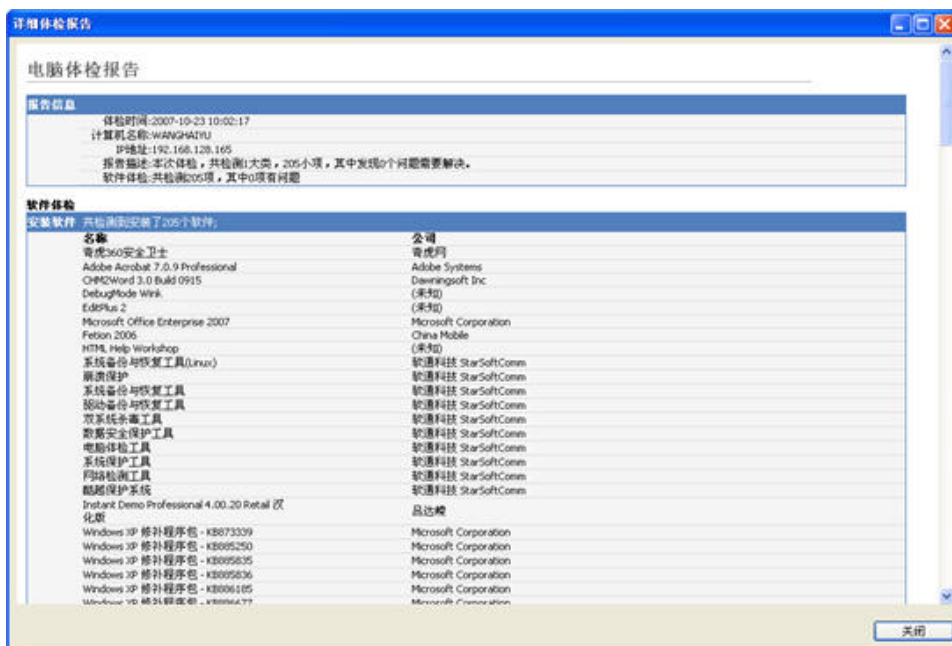 详细体检报告
电脑体检报告
报告信息
体检时间:2007-10-23 10:02:17
计算机名称:WANGHAIYU
IP地址:192.168.128.165
报告描述:本次体检，共检测1大类，205小项，其中发现0个问题需要解决。
软件体检:共检测205项，其中0项有问题
软件体检
安装软件 共检测到安装了205个软件;
名称 公司
奇虎360安全卫士 奇虎网
Adobe Acrobat 7.0.9 Professional Adobe Systems
CHM2Word 3.0 Build 0915 Dawningsoft Inc
DebugMode Wink (未知)
EditPlus 2 (未知)
Microsoft Office Enterprise 2007 Microsoft Corporation
Fetion 2006 China Mobile
HTML Help Workshop (未知)
系统备份与恢复工具(Linux) 软通科技 StarSoftComm
崩溃保护 软通科技 StarSoftComm
系统备份与恢复工具 软通科技 StarSoftComm
驱动备份与恢复工具 软通科技 StarSoftComm
双系统杀毒工具 软通科技 StarSoftComm
数据安全保护工具 软通科技 StarSoftComm
电脑体检工具 软通科技 StarSoftComm
系统保护工具 软通科技 StarSoftComm
网络检测工具 软通科技 StarSoftComm
酷越保护系统 软通科技 StarSoftComm
Instant Demo Professional 4.00.20 Retail 汉 吕达嵘
化版
Windows XP 修补程序包 - KB873339 Microsoft Corporation
Windows XP 修补程序包 - KB885250 Microsoft Corporation
Windows XP 修补程序包 - KB885835 Microsoft Corporation
Windows XP 修补程序包 - KB885836 Microsoft Corporation
Windows XP 修补程序包 - KB886185 Microsoft Corporation
Windows XP 修补程序包 - Microsoft Corporation
关闭